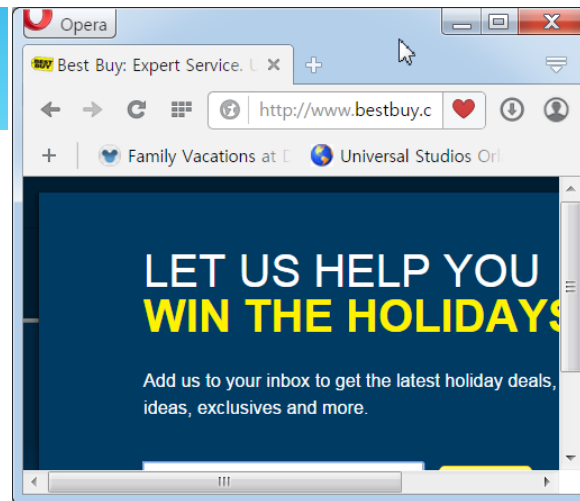 Opera
Best Buy: Expert Service.
http://www.bestbuy.c
Family Vacations at
Universal Studios Orl
LET US HELP YOU
WIN THE HOLIDAYS
Add us to your inbox to get the latest holiday deals,
ideas, exclusives and more.